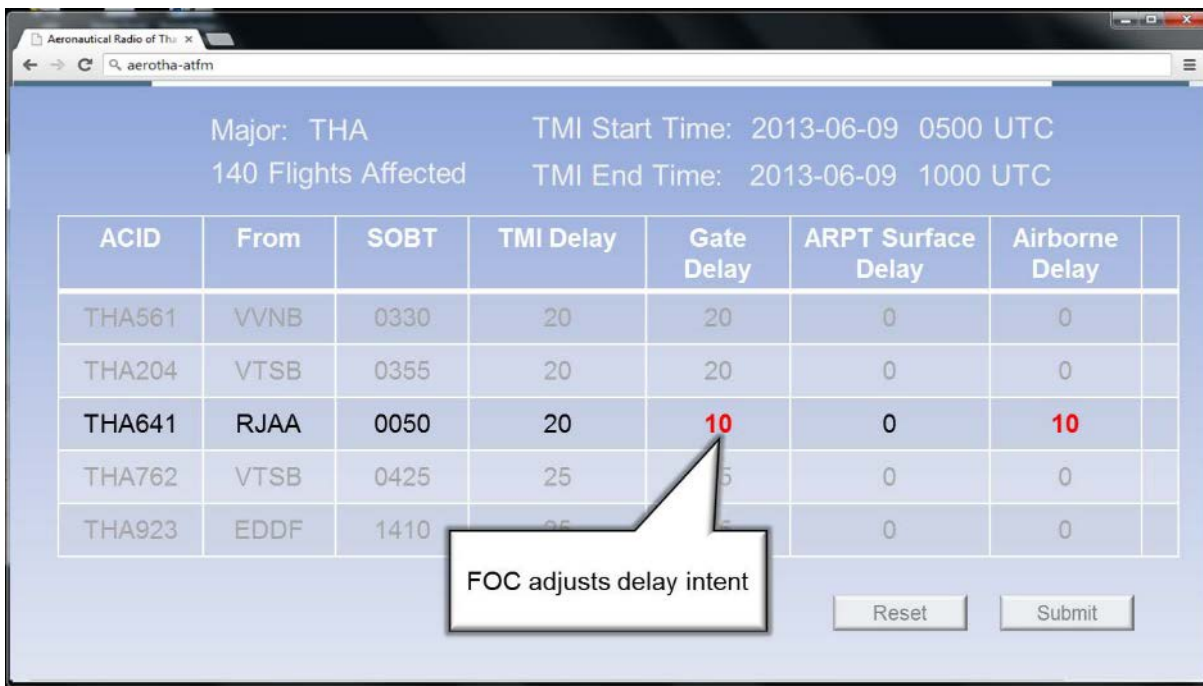 Aeronautical Radio of Tha
aerotha-atfm
Major: THA
TMI Start Time: 2013-06-09 0500 UTC
140 Flights Affected
TMI End Time: 2013-06-09 1000 UTC
ACID From SOBT TMI Delay Gate Delay ARPT Surface Delay Airborne Delay
THA561 VVNB 0330 20 20 0 0
THA204 VTSB 0355 20 20 0 0
THA641 RJAA 0050 20 10 0 10
THA762 VTSB 0425 25 0 0
THA923 EDDF 1410 0 0
FOC adjusts delay intent
Reset Submit